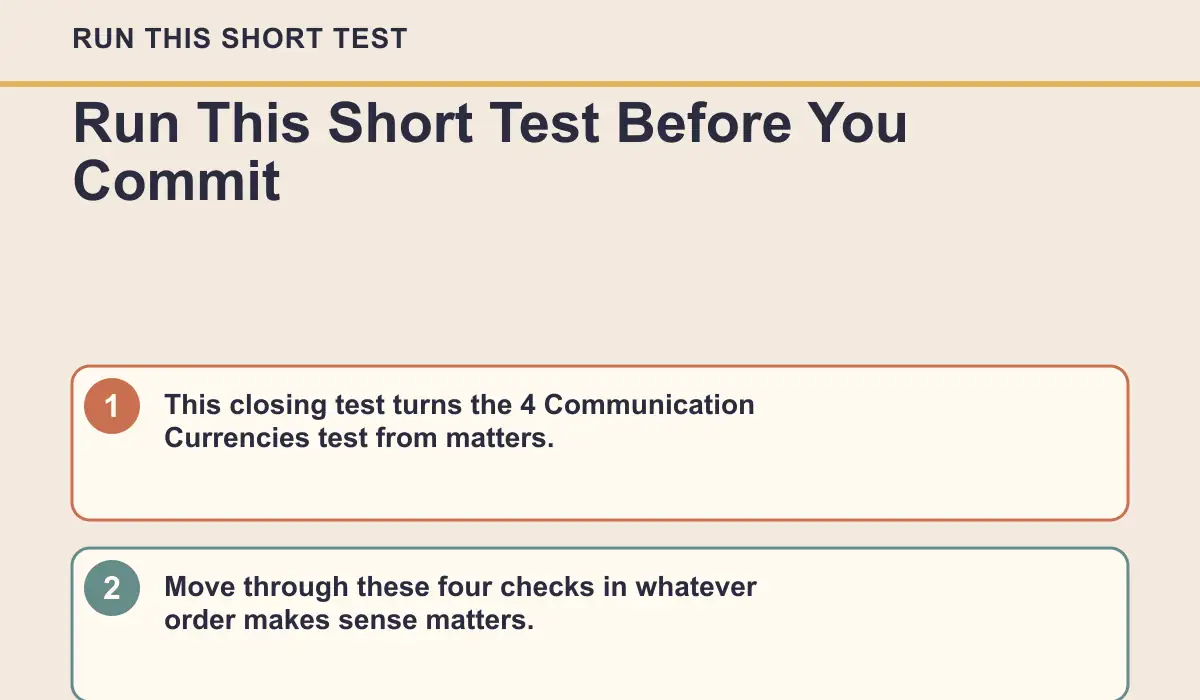 RUN THIS SHORT TEST
Run This Short Test Before You
Commit
1
This closing test turns the 4 Communication
Currencies test from matters.
2
Move through these four checks in whatever
order makes sense matters.